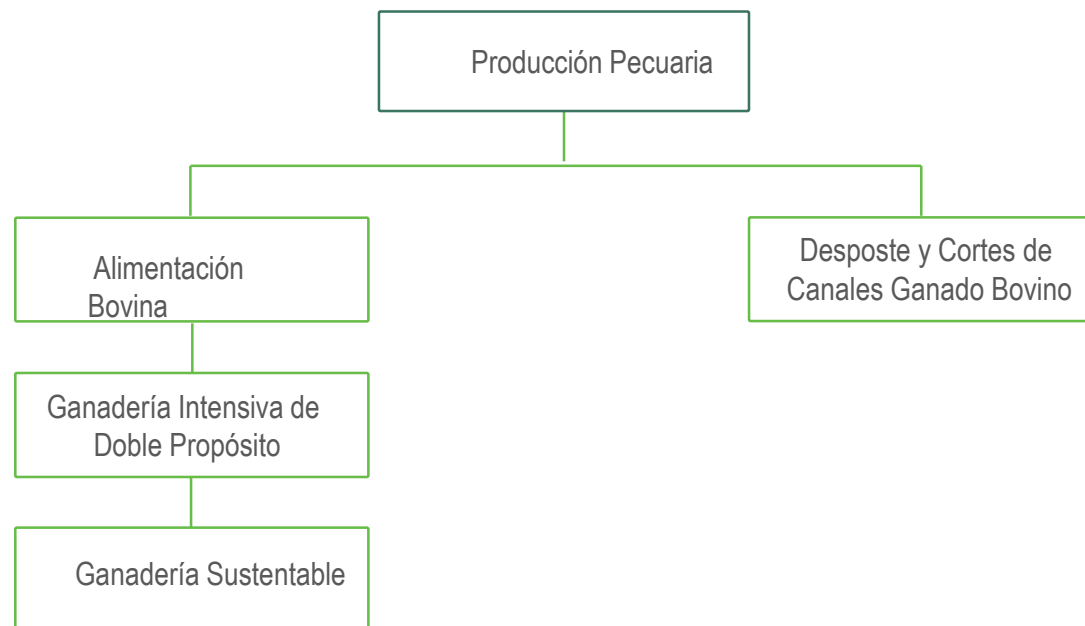 Producción Pecuaria
Alimentación
Bovina
Desposte y Cortes de
Canales Ganado Bovino
Ganadería Intensiva de
Doble Propósito
Ganadería Sustentable